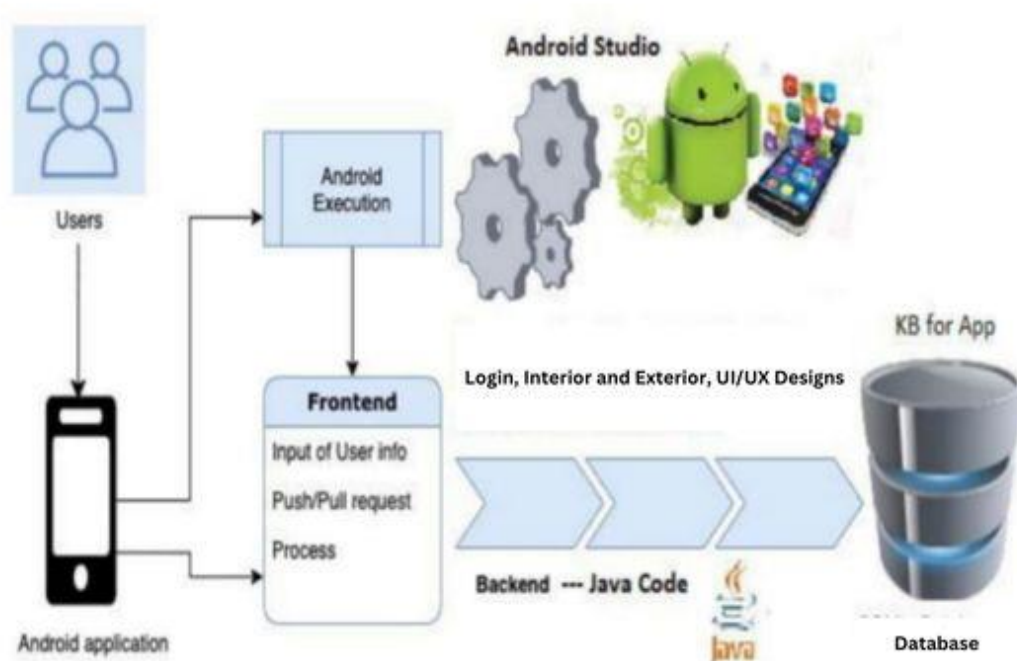 Android Studio
Users
Android
Execution
KB for App
Login, Interior and Exterior, UI/UX Designs
Frontend
Input of User info
Push/Pull request
Process
Backend --- Java Code
Java
Android application
Database